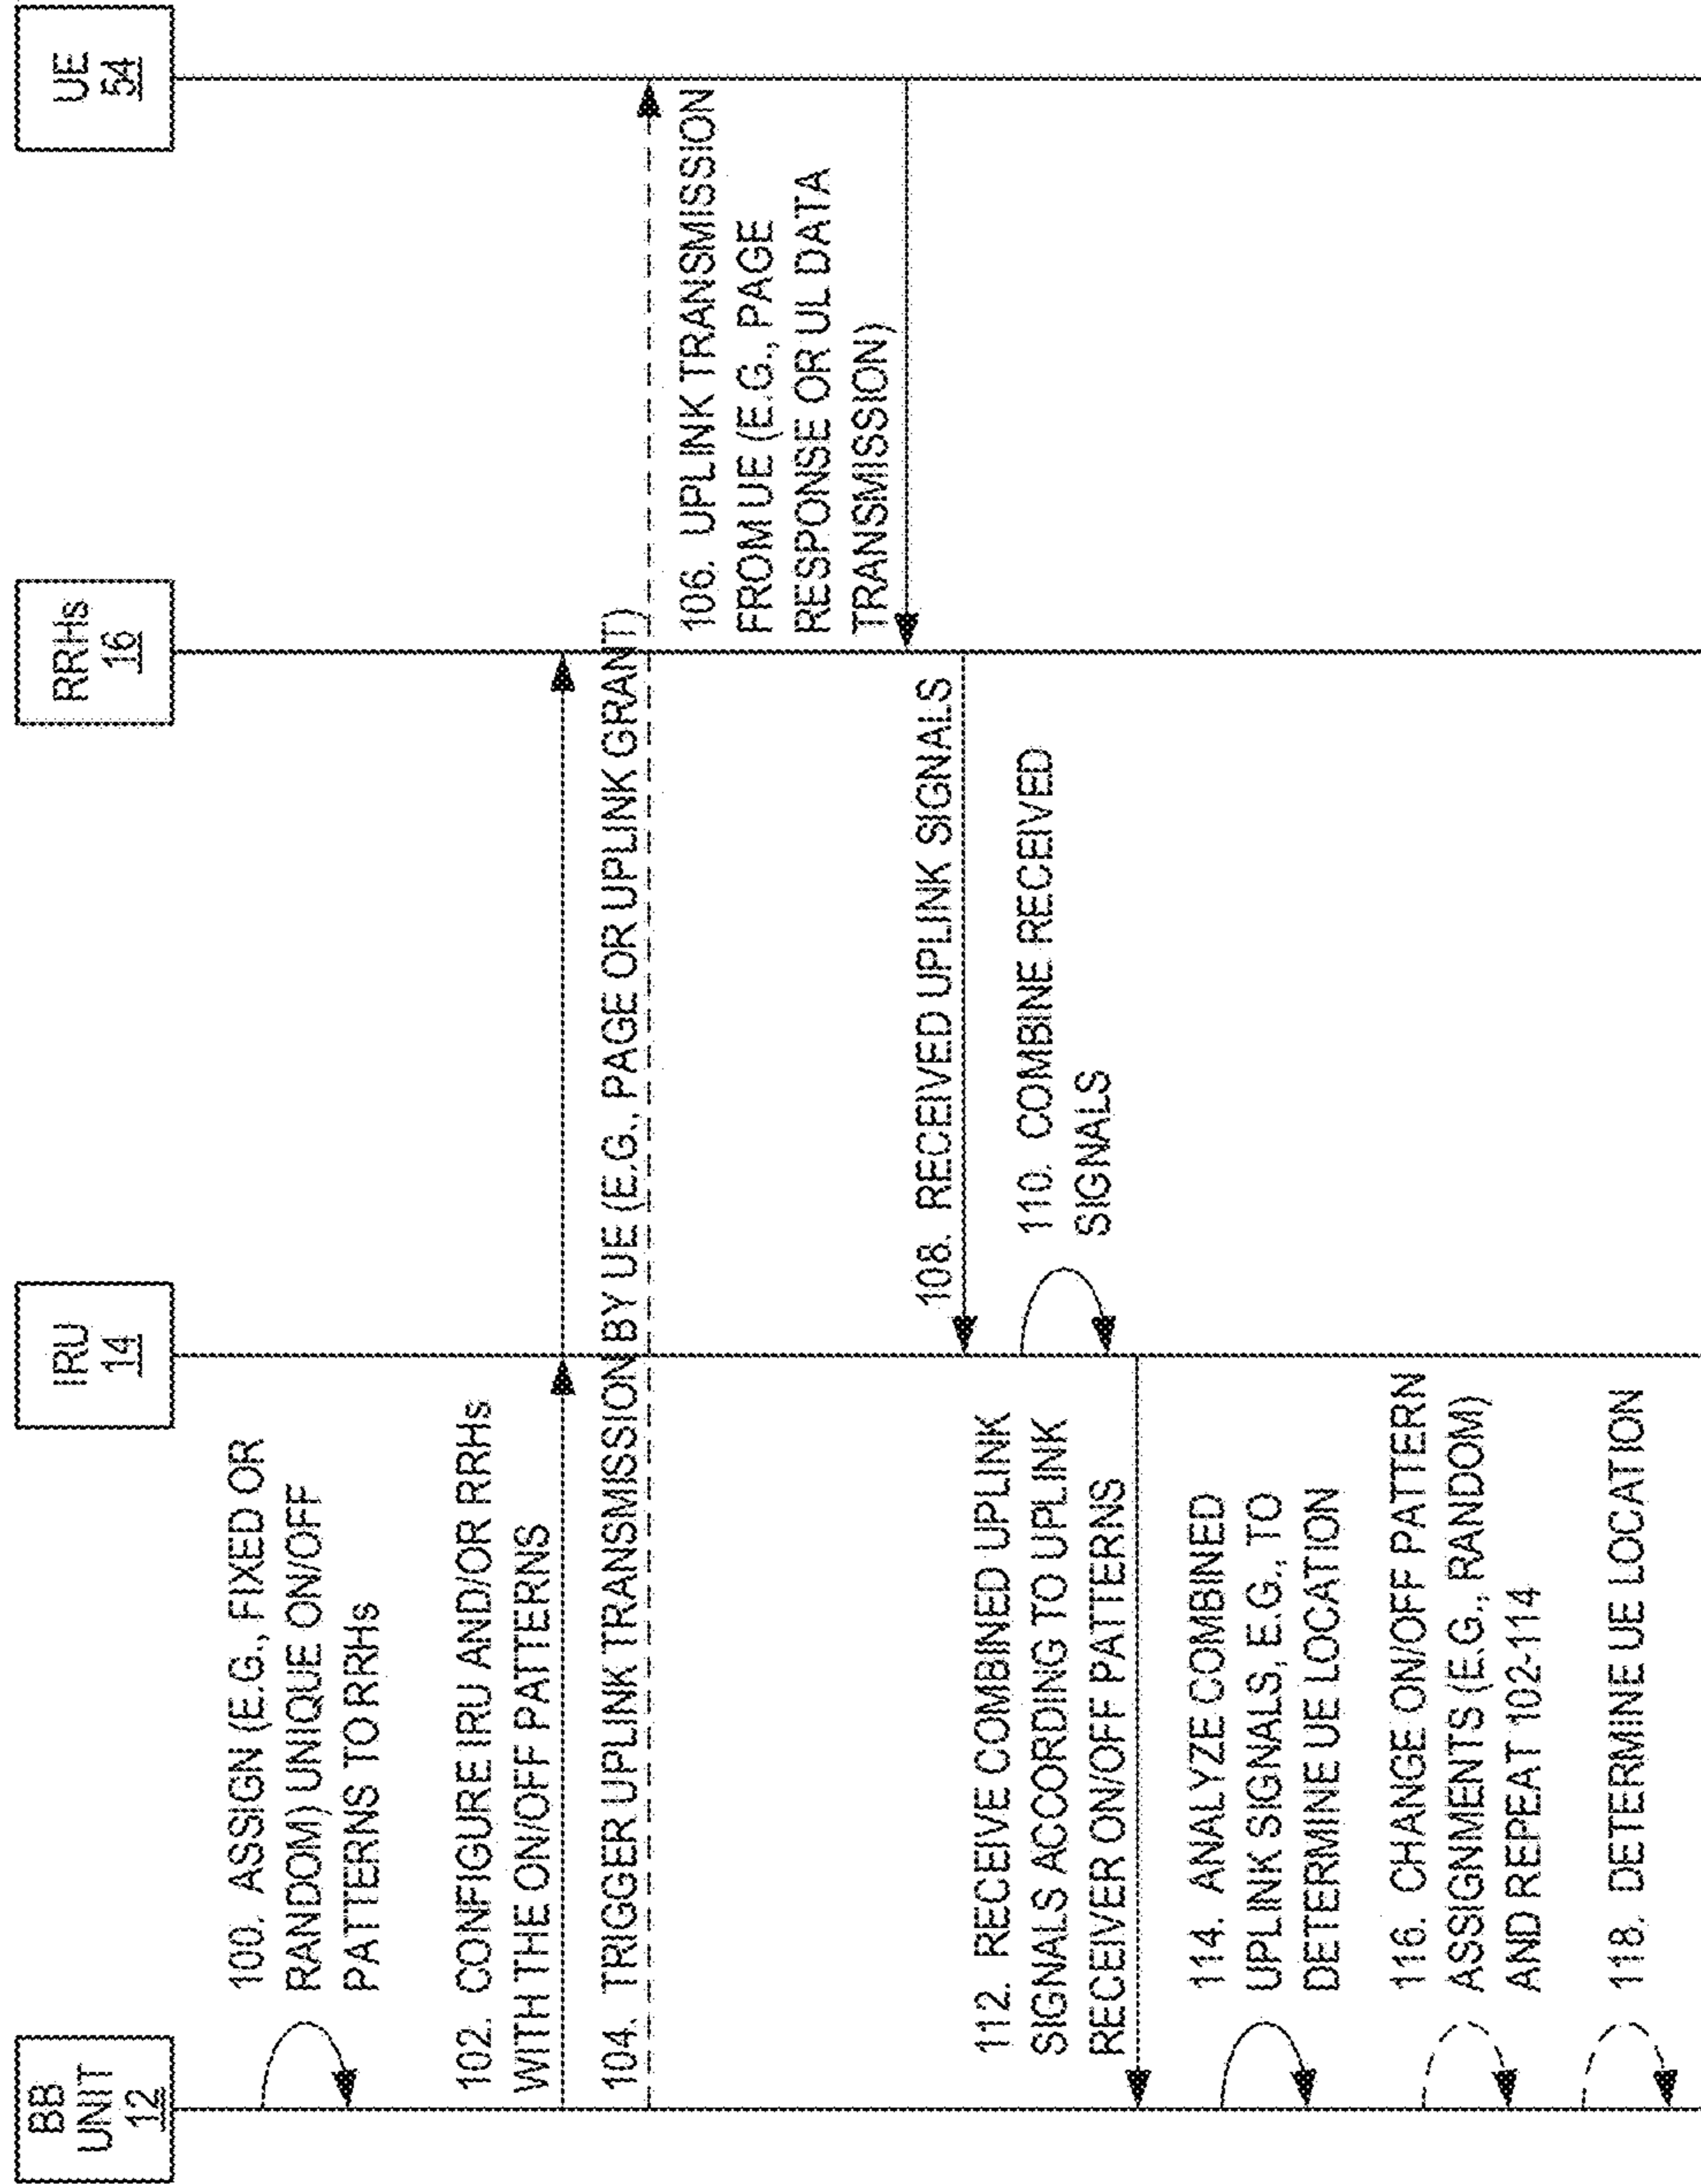 BB
UNIT
12
IRU
14
RRHs
16
UE
54
100. ASSIGN (E.G., FIXED OR
RANDOM) UNIQUE ON/OFF
PATTERNS TO RRHs
102. CONFIGURE IRU AND/OR RRHs
WITH THE ON/OFF PATTERNS
104. TRIGGER UPLINK TRANSMISSION BY UE (E.G., PAGE OR UPLINK GRANT)
106. UPLINK TRANSMISSION
FROM UE (E.G., PAGE
RESPONSE OR UL DATA
TRANSMISSION)
108. RECEIVED UPLINK SIGNALS
110. COMBINE RECEIVED
SIGNALS
112. RECEIVE COMBINED UPLINK
SIGNALS ACCORDING TO UPLINK
RECEIVER ON/OFF PATTERNS
114. ANALYZE COMBINED
UPLINK SIGNALS, E.G., TO
DETERMINE UE LOCATION
116. CHANGE ON/OFF PATTERN
ASSIGNMENTS (E.G., RANDOM)
AND REPEAT 102-114
118. DETERMINE UE LOCATION